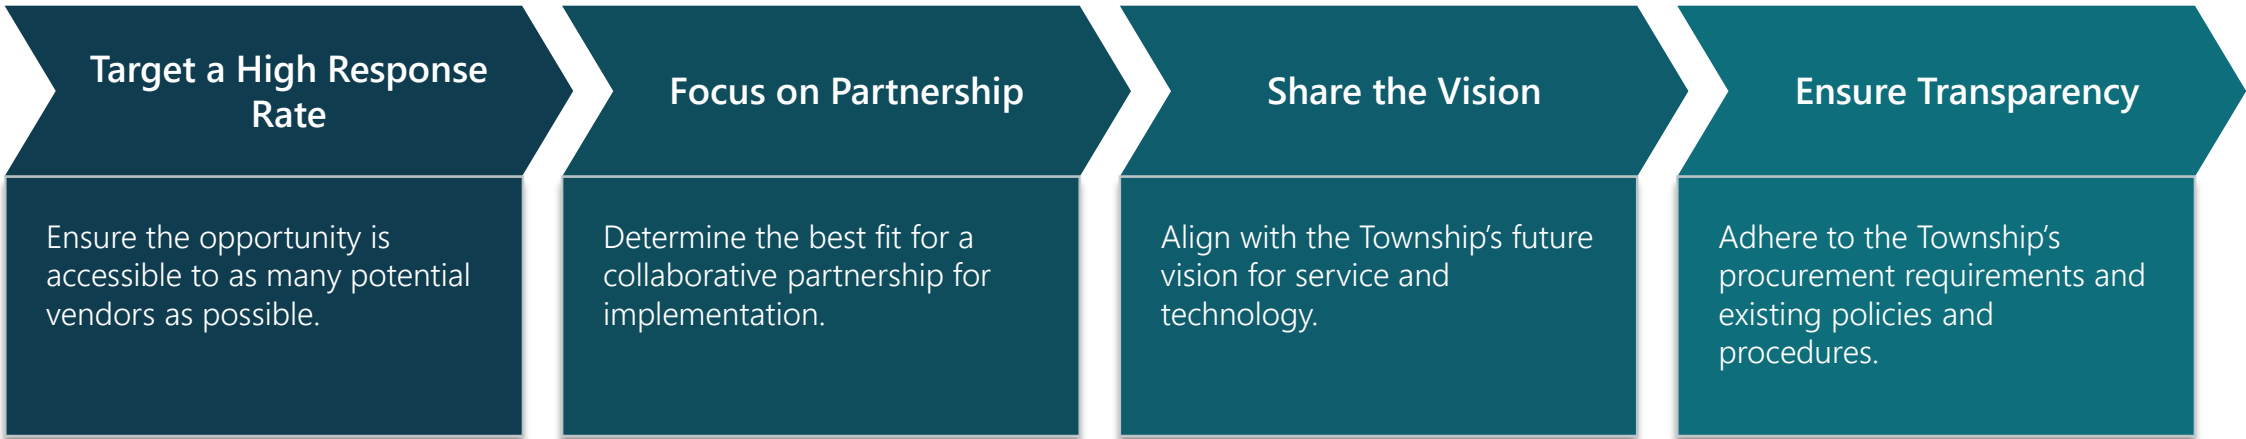 Target a High Response
Rate
Ensure the opportunity is
accessible to as many potential
vendors as possible.
Focus on Partnership
Determine the best fit for a
collaborative partnership for
implementation.
Share the Vision
Align with the Township’s future
vision for service and
technology.
Ensure Transparency
Adhere to the Township’s
procurement requirements and
existing policies and
procedures.